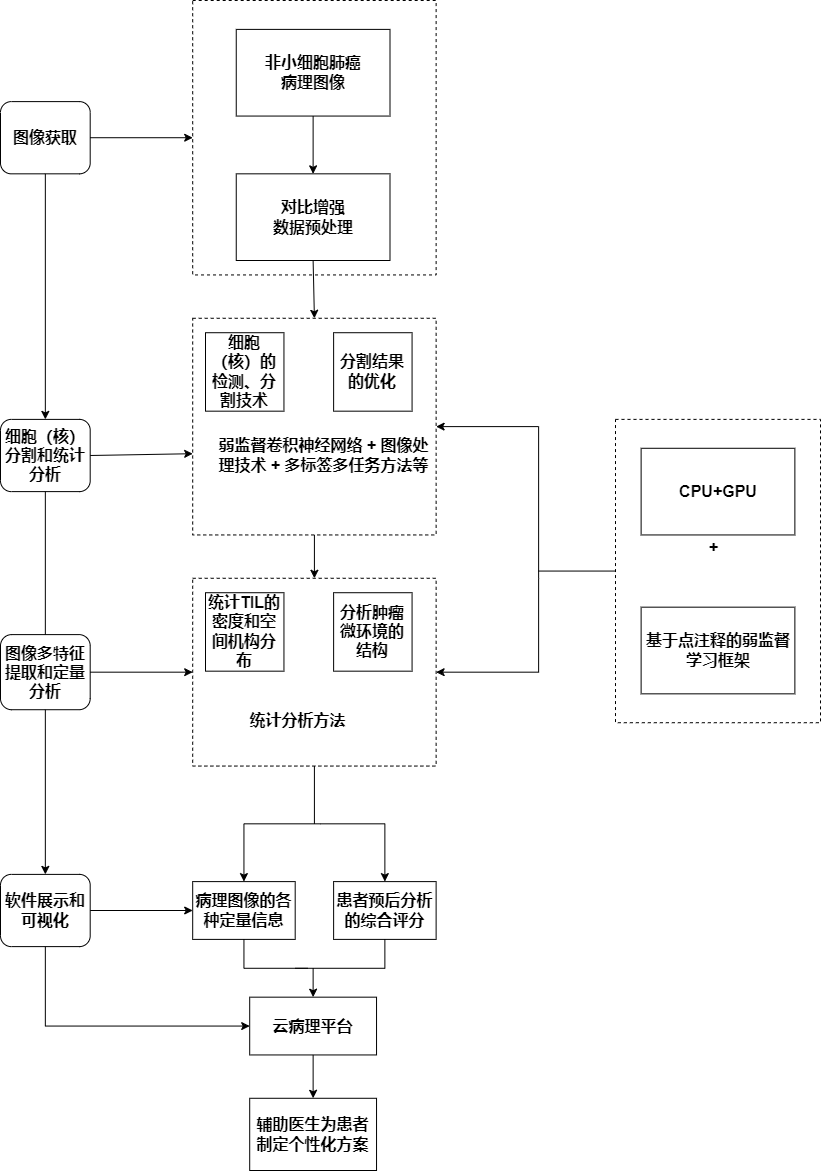 非小细胞肺癌
病理图像
图像获取
对比增强
数据预处理
细胞
（核）的
检测、分
割技术
分割结果
的优化
细胞（核）
分割和统计
分析
弱监督卷积神经网络 + 图像处
理技术 + 多标签多任务方法等
CPU+GPU
+
基于点注释的弱监督
学习框架
统计TIL的
密度和空
间机构分
布
分析肿瘤
微环境的
结构
图像多特征
提取和定量
分析
统计分析方法
软件展示和
可视化
病理图像的各
种定量信息
患者预后分析
的综合评分
云病理平台
辅助医生为患者
制定个性化方案